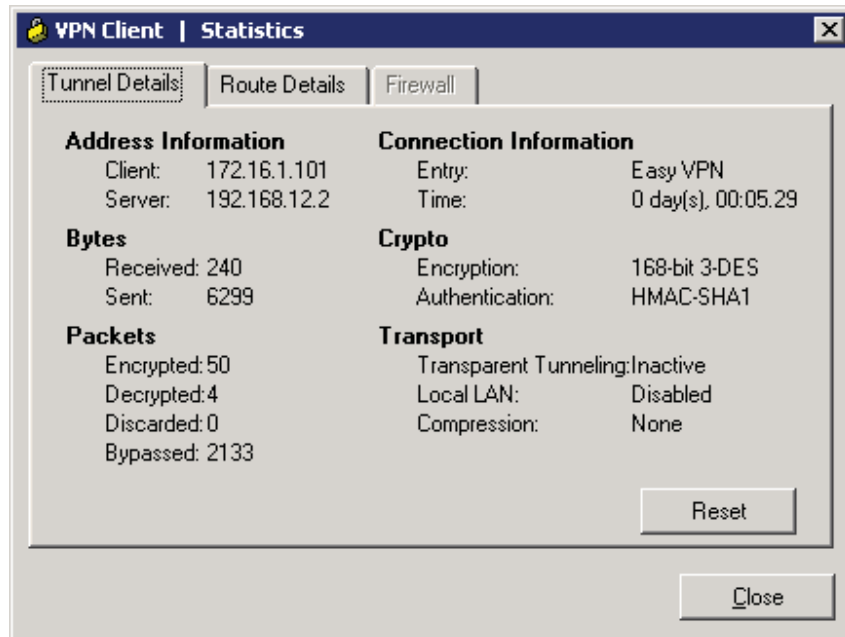 VPN Client | Statistics
Tunnel Details Route Details Firewall
Address Information
Client: 172.16.1.101
Server: 192.168.12.2
Connection Information
Entry: Easy VPN
Time: 0 day(s), 00:05.29
Bytes
Received: 240
Sent: 6299
Crypto
Encryption: 168-bit 3-DES
Authentication: HMAC-SHA1
Packets
Encrypted: 50
Decrypted: 4
Discarded: 0
Bypassed: 2133
Transport
Transparent Tunneling: Inactive
Local LAN: Disabled
Compression: None
Reset
Close